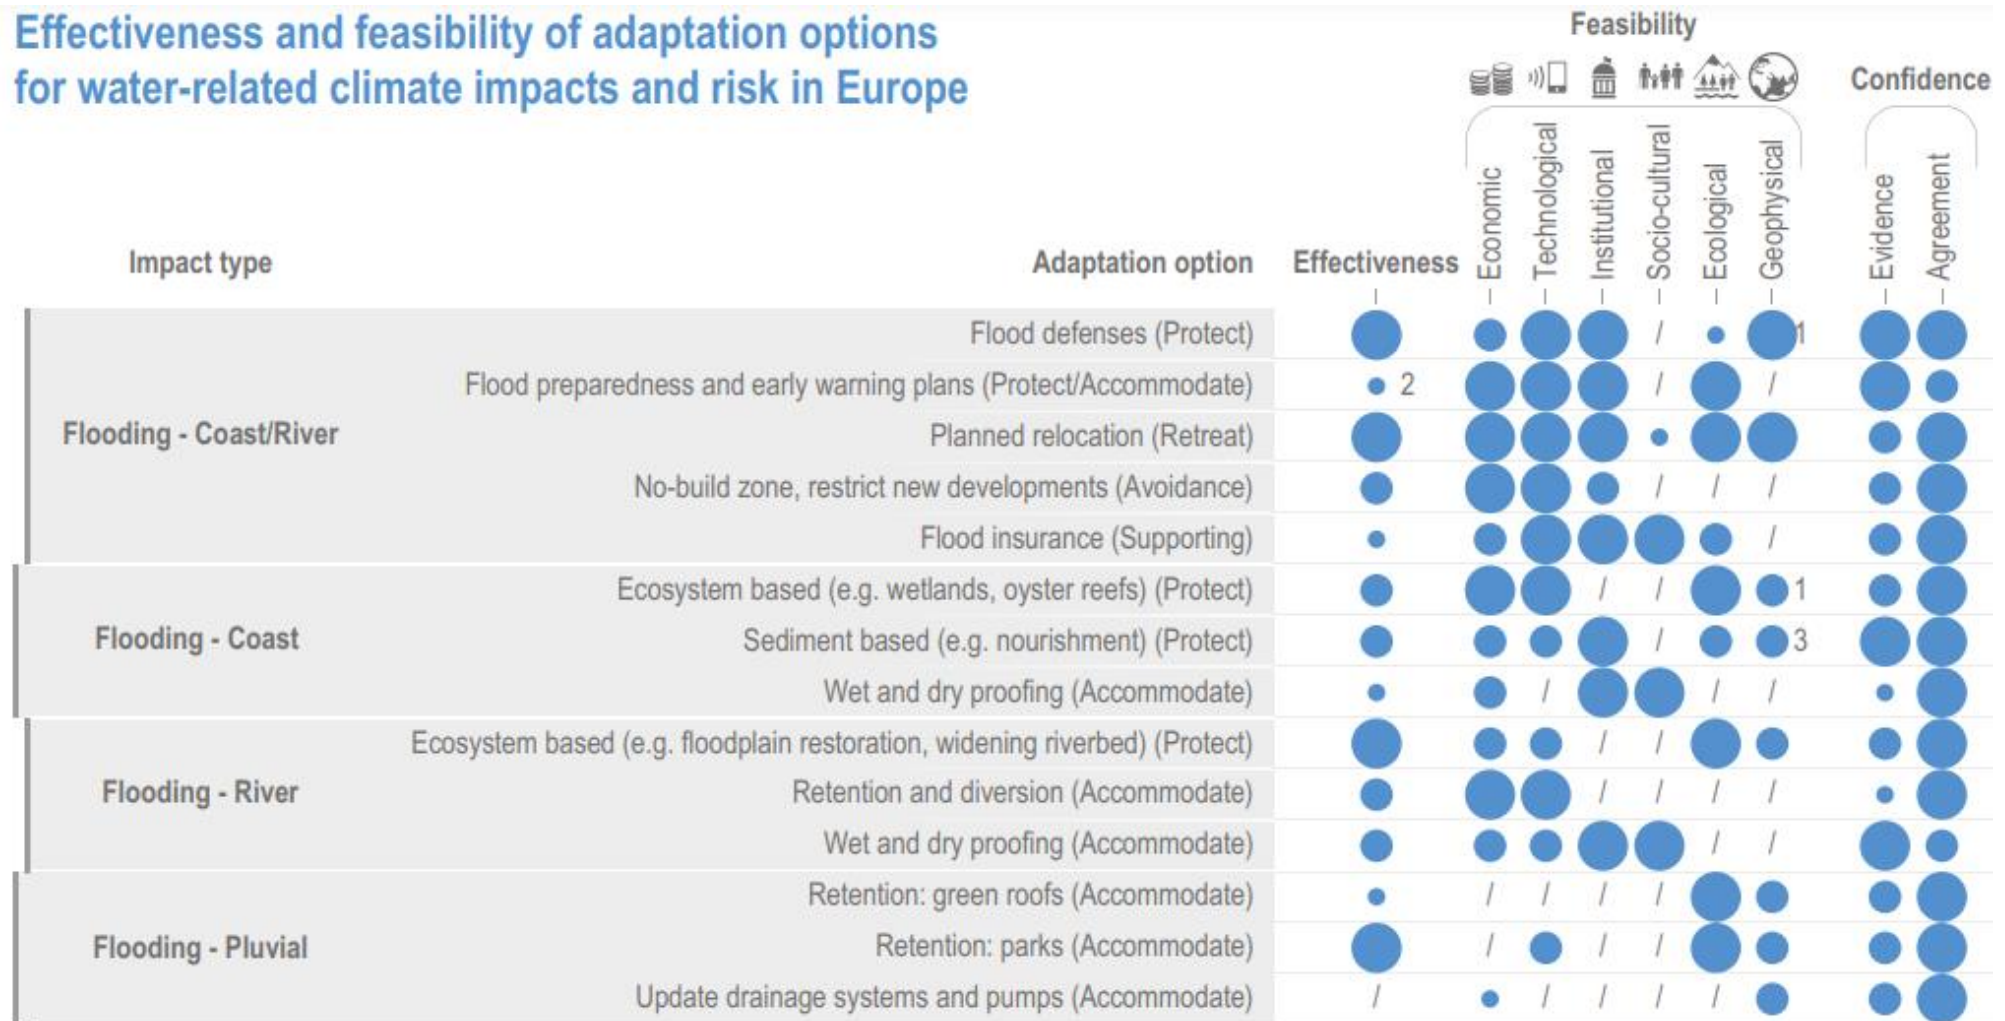 Effectiveness and feasibility of adaptation options
for water-related climate impacts and risk in Europe
Feasibility
Confidence
Impact type
Adaptation option
Effectiveness
Economic
Technological
Institutional
Socio-cultural
Ecological
Geophysical
Evidence
Agreement
Flooding - Coast/River
Flood defenses (Protect) / 1
Flood preparedness and early warning plans (Protect/Accommodate) 2 / /
Planned relocation (Retreat)
No-build zone, restrict new developments (Avoidance) / / /
Flood insurance (Supporting) /
Flooding - Coast
Ecosystem based (e.g. wetlands, oyster reefs) (Protect) / / 1
Sediment based (e.g. nourishment) (Protect) / 3
Wet and dry proofing (Accommodate) / / /
Flooding - River
Ecosystem based (e.g. floodplain restoration, widening riverbed) (Protect) / /
Retention and diversion (Accommodate) / / / /
Wet and dry proofing (Accommodate) / /
Flooding - Pluvial
Retention: green roofs (Accommodate) / / / /
Retention: parks (Accommodate) / / /
Update drainage systems and pumps (Accommodate) / / / / /